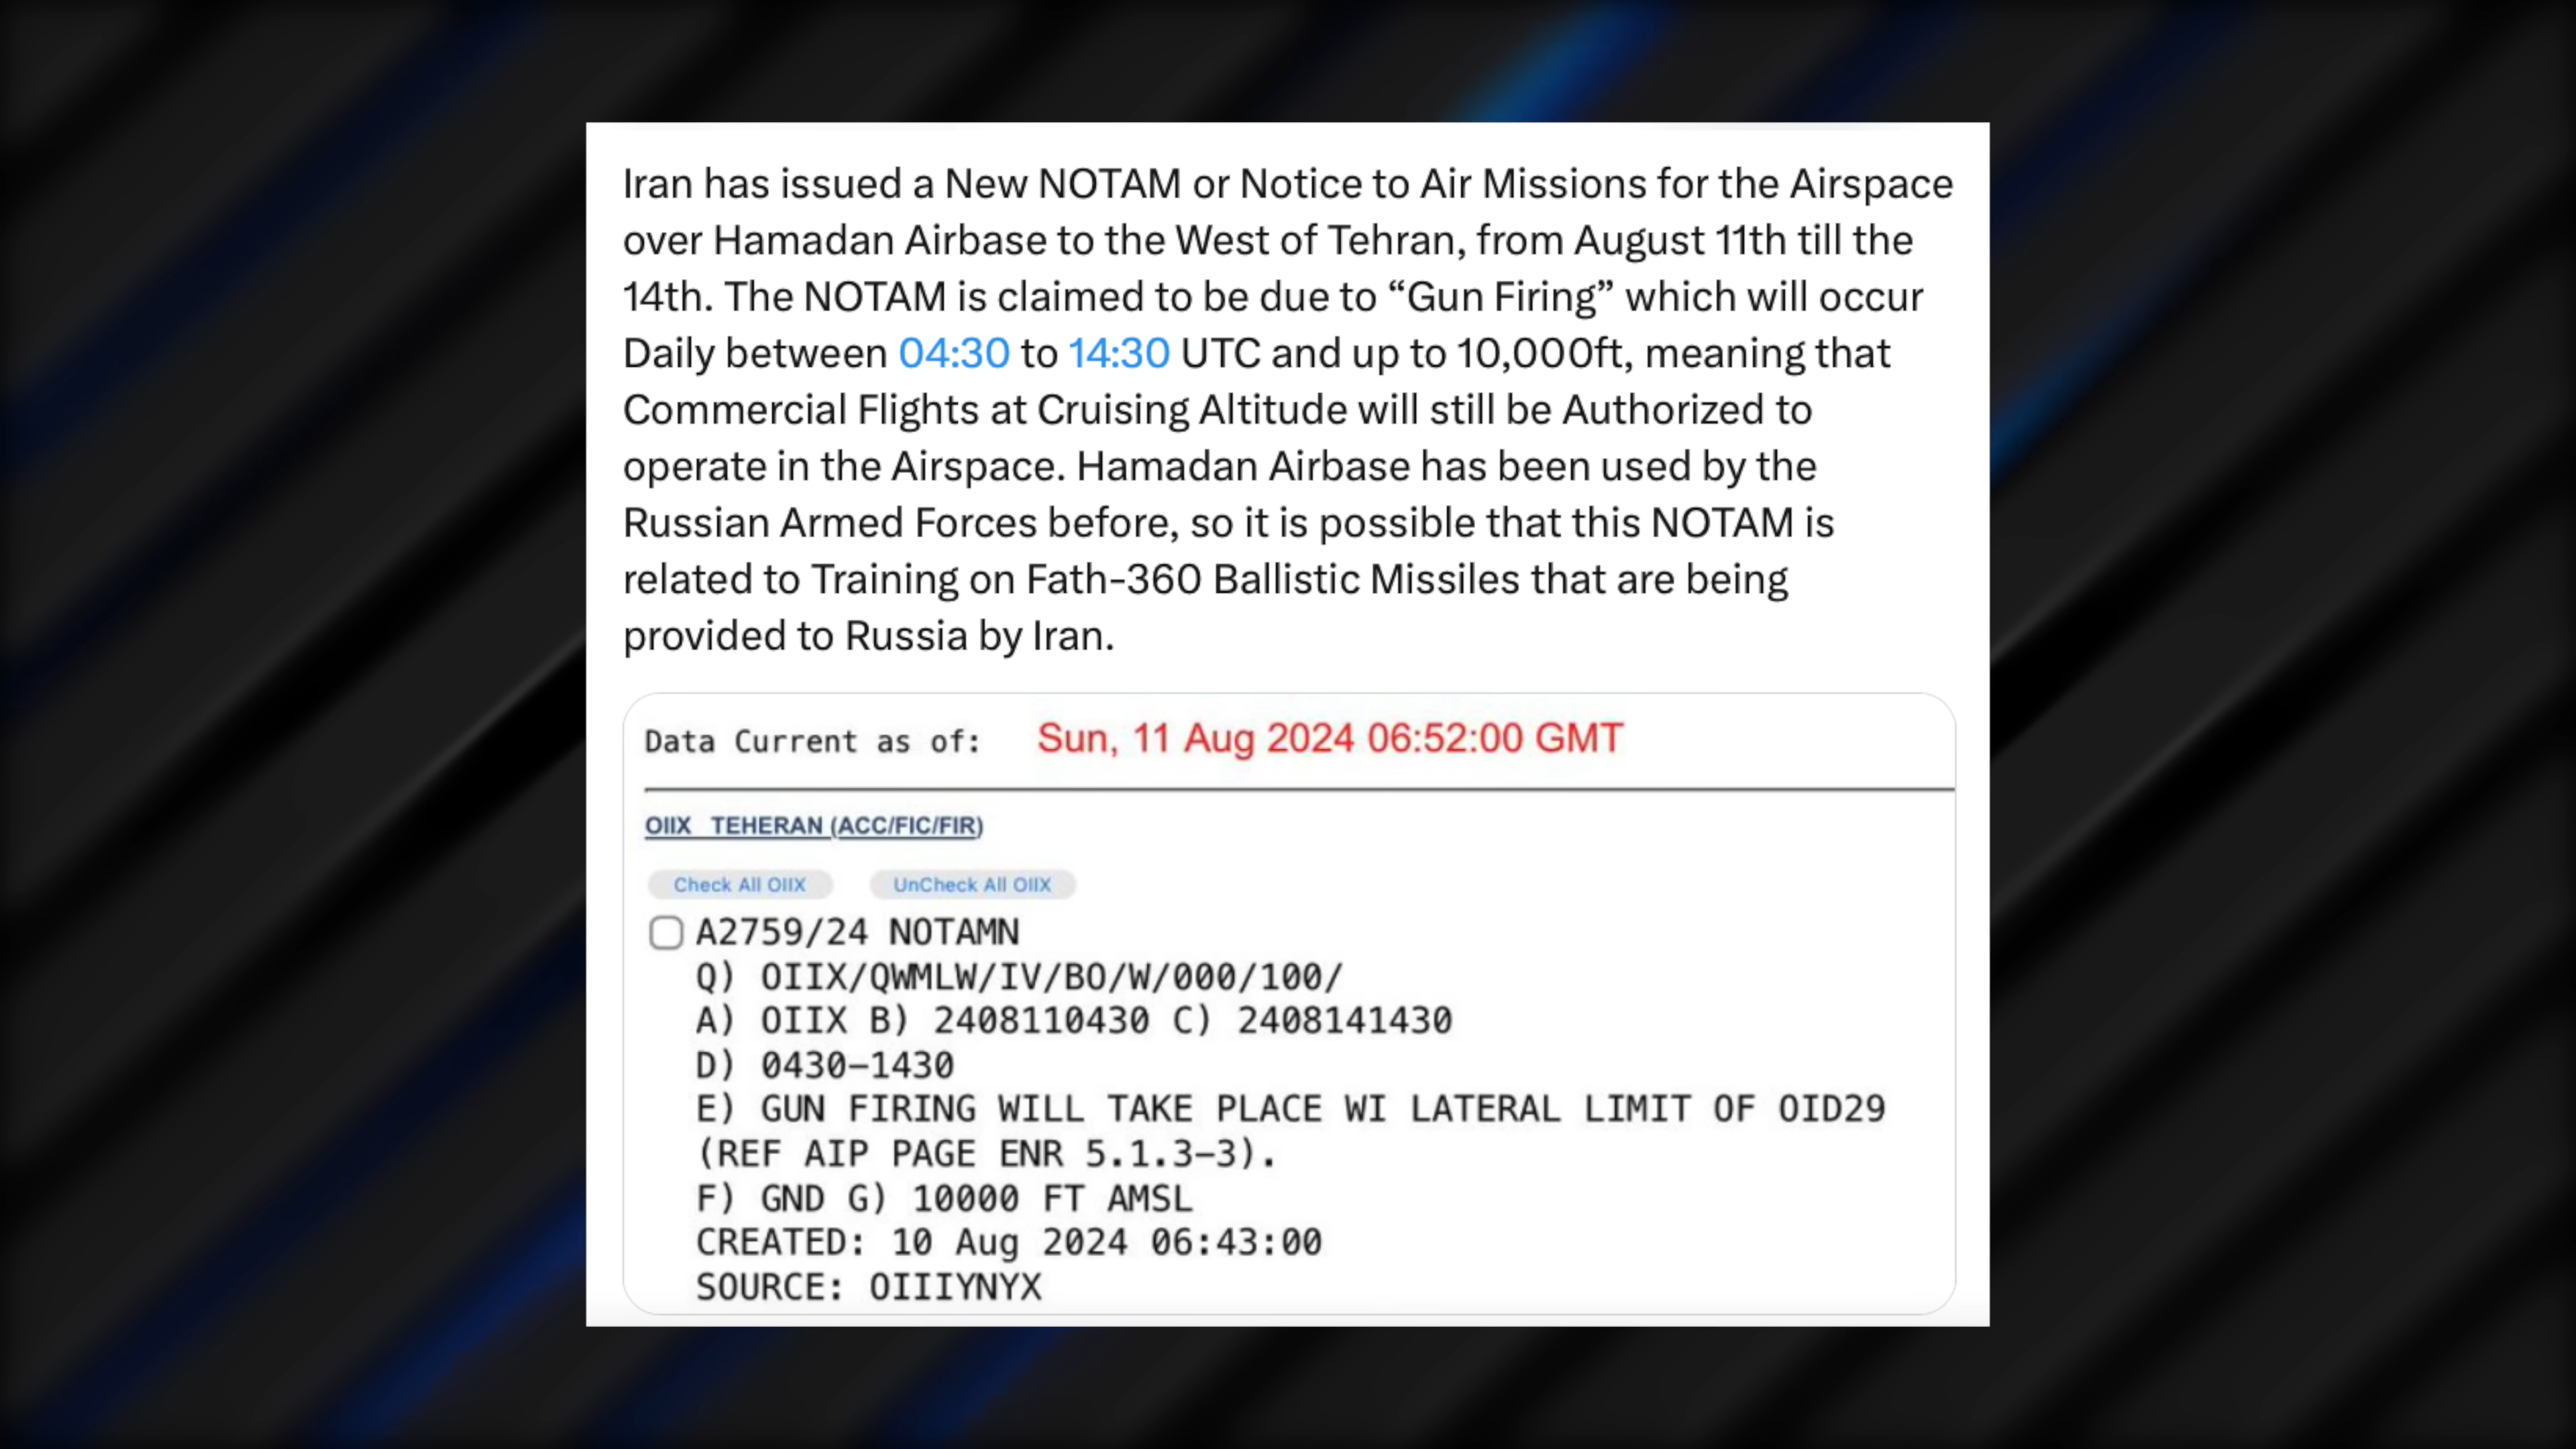 Iran has issued a New NOTAM or Notice to Air Missions for the Airspace
over Hamadan Airbase to the West of Tehran, from August 11th till the
14th. The NOTAM is claimed to be due to “Gun Firing” which will occur
Daily between 04:30 to 14:30 UTC and up to 10,000ft, meaning that
Commercial Flights at Cruising Altitude will still be Authorized to
operate in the Airspace. Hamadan Airbase has been used by the
Russian Armed Forces before, so it is possible that this NOTAM is
related to Training on Fath-360 Ballistic Missiles that are being
provided to Russia by Iran.
Data Current as of: Sun, 11 Aug 2024 06:52:00 GMT
OIIX TEHERAN (ACC/FIC/FIR)
Check All OIIX UnCheck All OIIX
A2759/24 NOTAMN
Q) OIIX/QWMLW/IV/BO/W/000/100/
A) OIIX B) 2408110430 C) 2408141430
D) 0430-1430
E) GUN FIRING WILL TAKE PLACE WI LATERAL LIMIT OF OID29
(REF AIP PAGE ENR 5.1.3-3).
F) GND G) 10000 FT AMSL
CREATED: 10 Aug 2024 06:43:00
SOURCE: OIIIYNYX